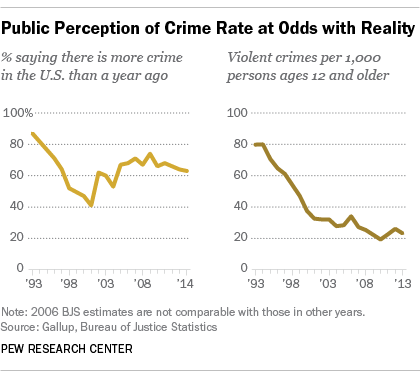 Public Perception of Crime Rate at Odds with Reality
% saying there is more crime
in the U.S. than a year ago
Violent crimes per 1,000
persons ages 12 and older
100%
80
60
40
20
0
'93 '98 '03 '08 '14
100
80
60
40
20
0
'93 '98 '03 '08 '13
Note: 2006 BJS estimates are not comparable with those in other years.
Source: Gallup, Bureau of Justice Statistics
PEW RESEARCH CENTER